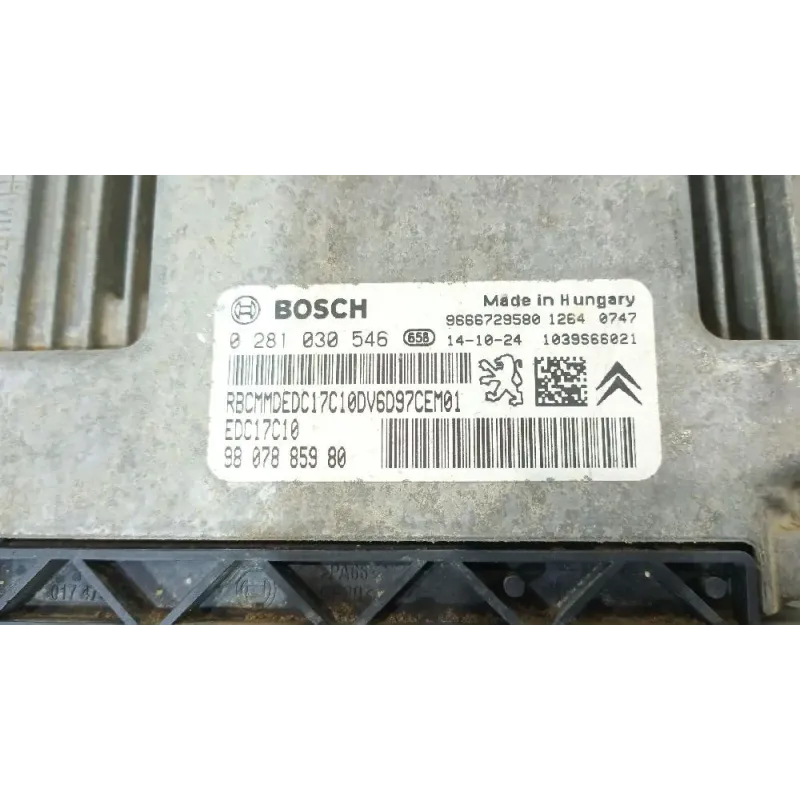 BOSCH
Made in Hungary
9666729580 1264 0747
0 281 030 546 658 14-10-24 1039S66021
RBCMMDEDC17C10DV6D97CEM01
EDC17C10
98 078 859 80